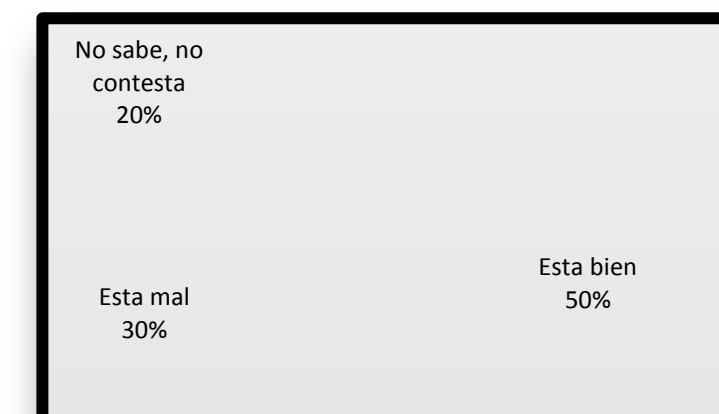 No sabe, no
contesta
20%
Esta bien
50%
Esta mal
30%